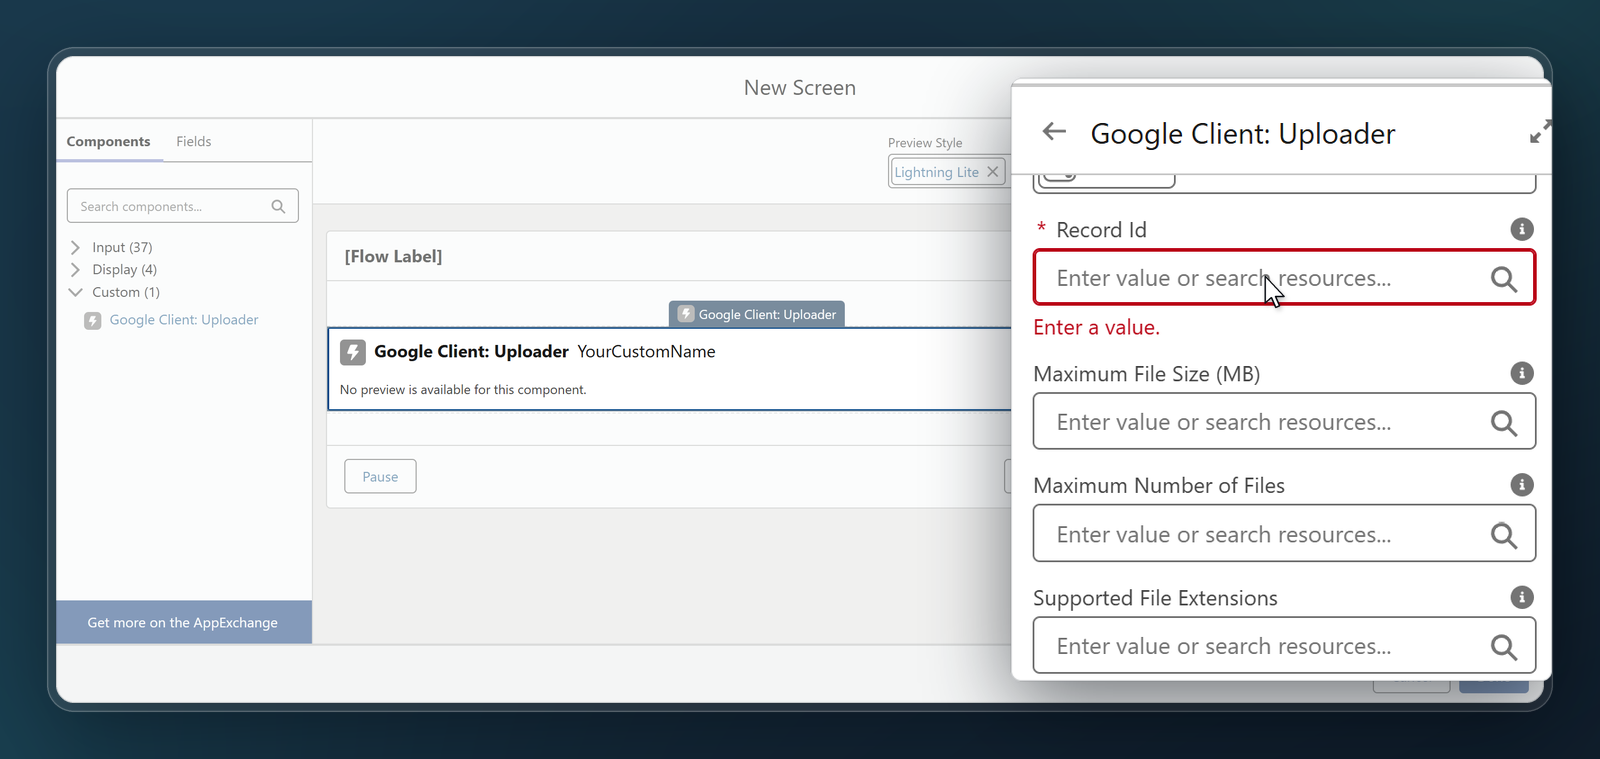 New Screen
Components
Fields
Search components...
Input (37)
Display (4)
Custom (1)
Google Client: Uploader
Get more on the AppExchange
Preview Style
Lightning Lite
[Flow Label]
Google Client: Uploader
Google Client: Uploader YourCustomName
No preview is available for this component.
Pause
Google Client: Uploader
* Record Id
Enter value or search resources...
Enter a value.
Maximum File Size (MB)
Enter value or search resources...
Maximum Number of Files
Enter value or search resources...
Supported File Extensions
Enter value or search resources...